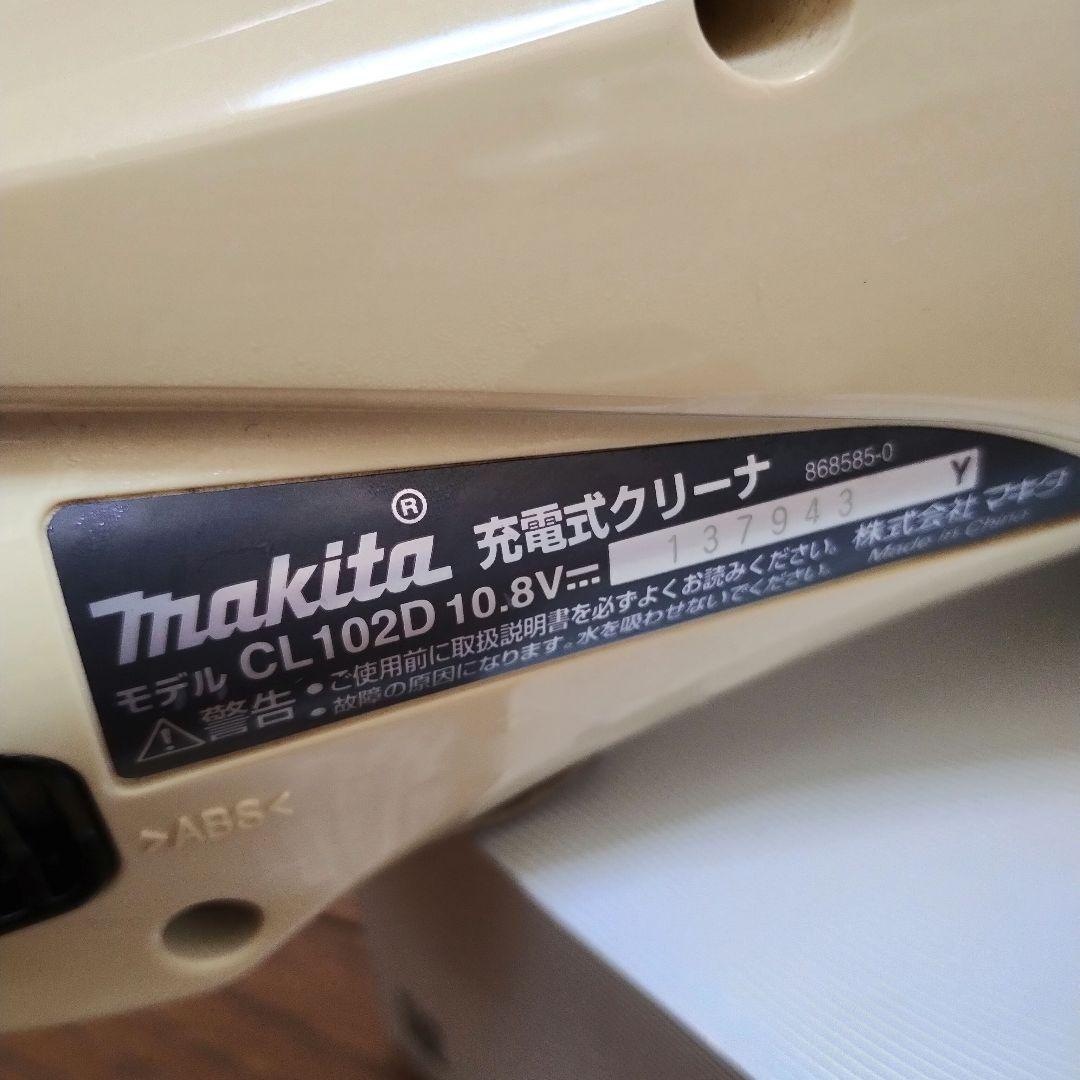 makita®
充電式クリーナ
868585-0
モデル CL102D 10.8V
137943 Y
警告
・ご使用前に取扱説明書を必ずよくお読みください。
・故障の原因になります。水を吸わせないでください。
株式会社マキタ
Made in China
>ABS<